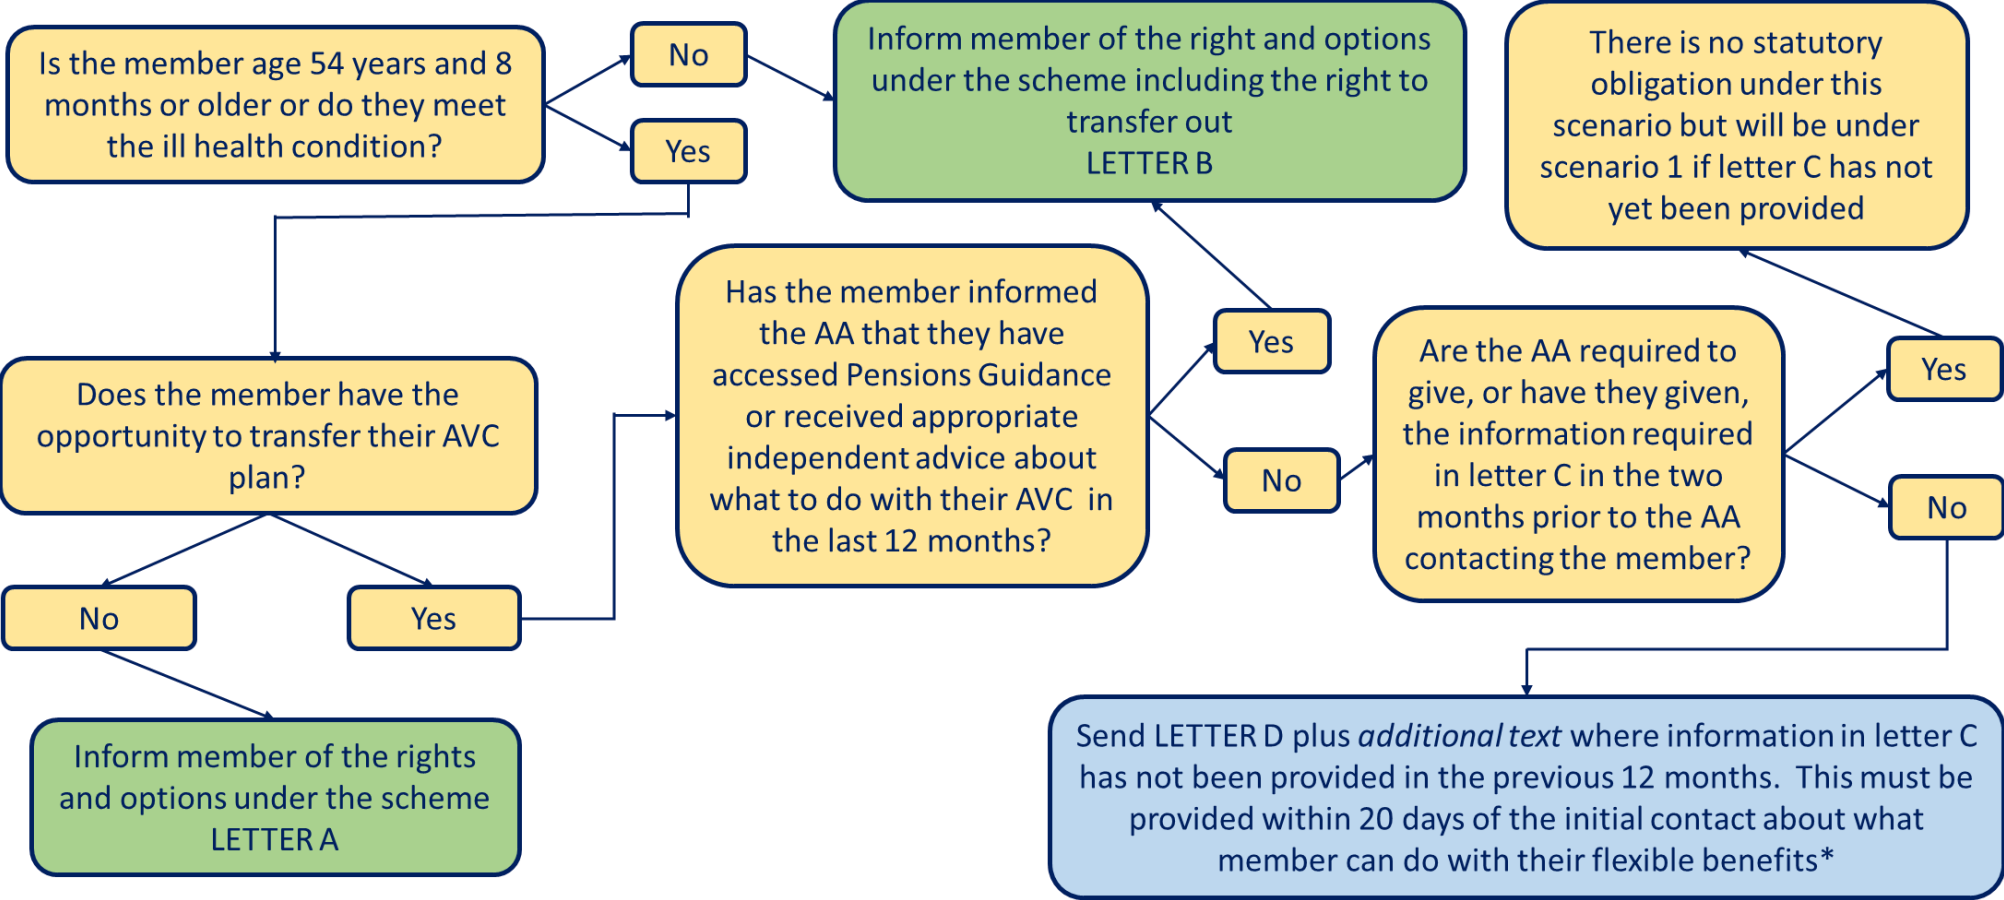 Is the member age 54 years and 8
months or older or do they meet
the ill health condition?
No
Yes
Inform member of the right and options
under the scheme including the right to
transfer out
LETTER B
There is no statutory
obligation under this
scenario but will be under
scenario 1 if letter C has not
yet been provided
Does the member have the
opportunity to transfer their AVC
plan?
No
Yes
Inform member of the rights
and options under the scheme
LETTER A
Has the member informed
the AA that they have
accessed Pensions Guidance
or received appropriate
independent advice about
what to do with their AVC in
the last 12 months?
Yes
No
Are the AA required to
give, or have they given,
the information required
in letter C in the two
months prior to the AA
contacting the member?
Yes
No
Send LETTER D plus additional text where information in letter C
has not been provided in the previous 12 months. This must be
provided within 20 days of the initial contact about what
member can do with their flexible benefits*